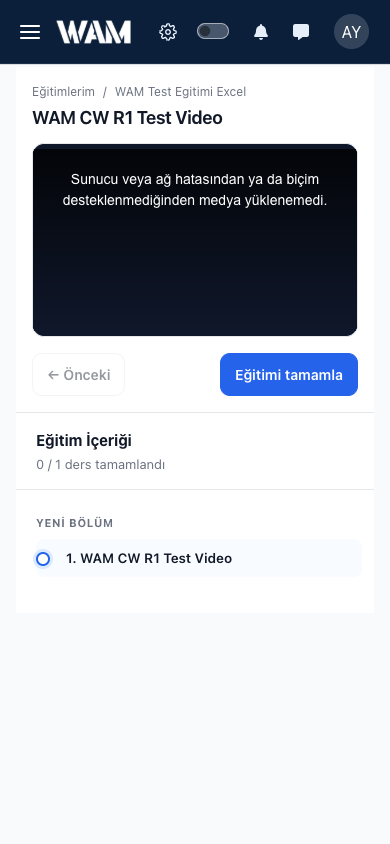 WAM
AY
Eğitimlerim / WAM Test Egitimi Excel
WAM CW R1 Test Video
Sunucu veya ağ hatasından ya da biçim
desteklenmediğinden medya yüklenemedi.
← Önceki
Eğitimi tamamla
Eğitim İçeriği
0 / 1 ders tamamlandı
YENİ BÖLÜM
1. WAM CW R1 Test Video